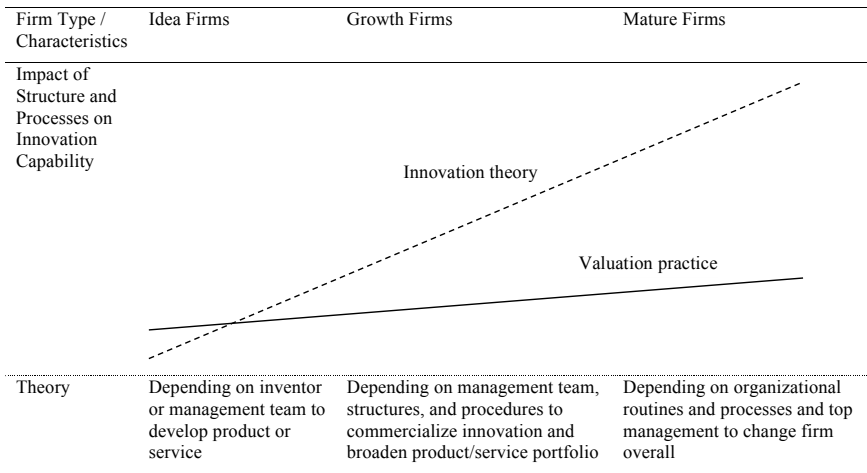 Firm Type / Idea Firms Growth Firms Mature Firms
Characteristics
Impact of
Structure and
Processes on
Innovation
Capability
Innovation theory
Valuation practice
Theory Depending on inventor Depending on management team, Depending on organizational
or management team to structures, and procedures to routines and processes and top
develop product or commercialize innovation and management to change firm
service broaden product/service portfolio overall